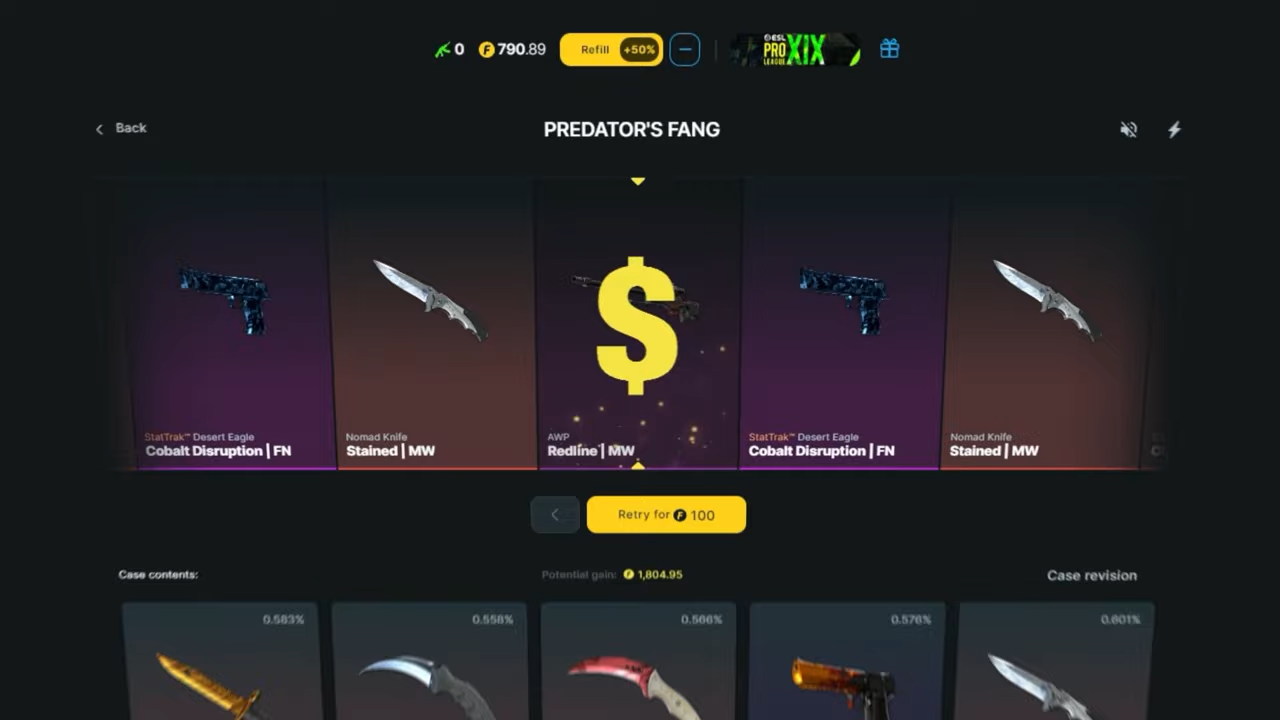 0 F 790.89 Refill +50% ESL PRO LEAGUE XIX
Back
PREDATOR'S FANG
$
StatTrak™ Desert Eagle
Cobalt Disruption | FN
Nomad Knife
Stained | MW
AWP
Redline | MW
StatTrak™ Desert Eagle
Cobalt Disruption | FN
Nomad Knife
Stained | MW
Retry for F 100
Case contents:
Potential gain: F 1,804.95
Case revision
0.583%
0.558%
0.566%
0.576%
0.601%